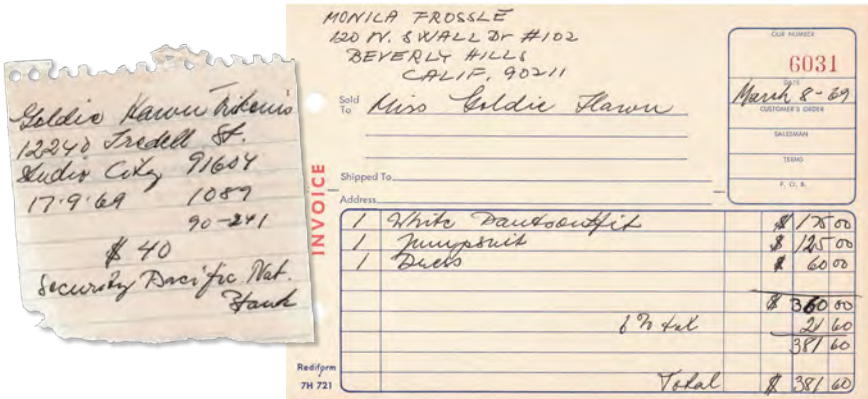 Goldie Hawn Trikonis
12240 Iredell St.
Studio City 91604
17.9.69 1089
90-241
$ 40
Security Pacific Nat.
Bank
MONICA FROSSLÉ
120 N. SWALL Dr #102
BEVERLY HILLS
CALIF, 90211
OUR NUMBER
6031
DATE
March 8-69
CUSTOMER'S ORDER
SALESMAN
TERMS
F. O. B.
Sold To Miss Goldie Hawn
Shipped To
Address
INVOICE
1 White Pantsoutfit $ 175 00
1 Jumpsuit $ 125 00
1 Dress $ 60 00
$ 360 00
6% tax 21 60
381 60
Total $ 381 60
Rediform
7H 721